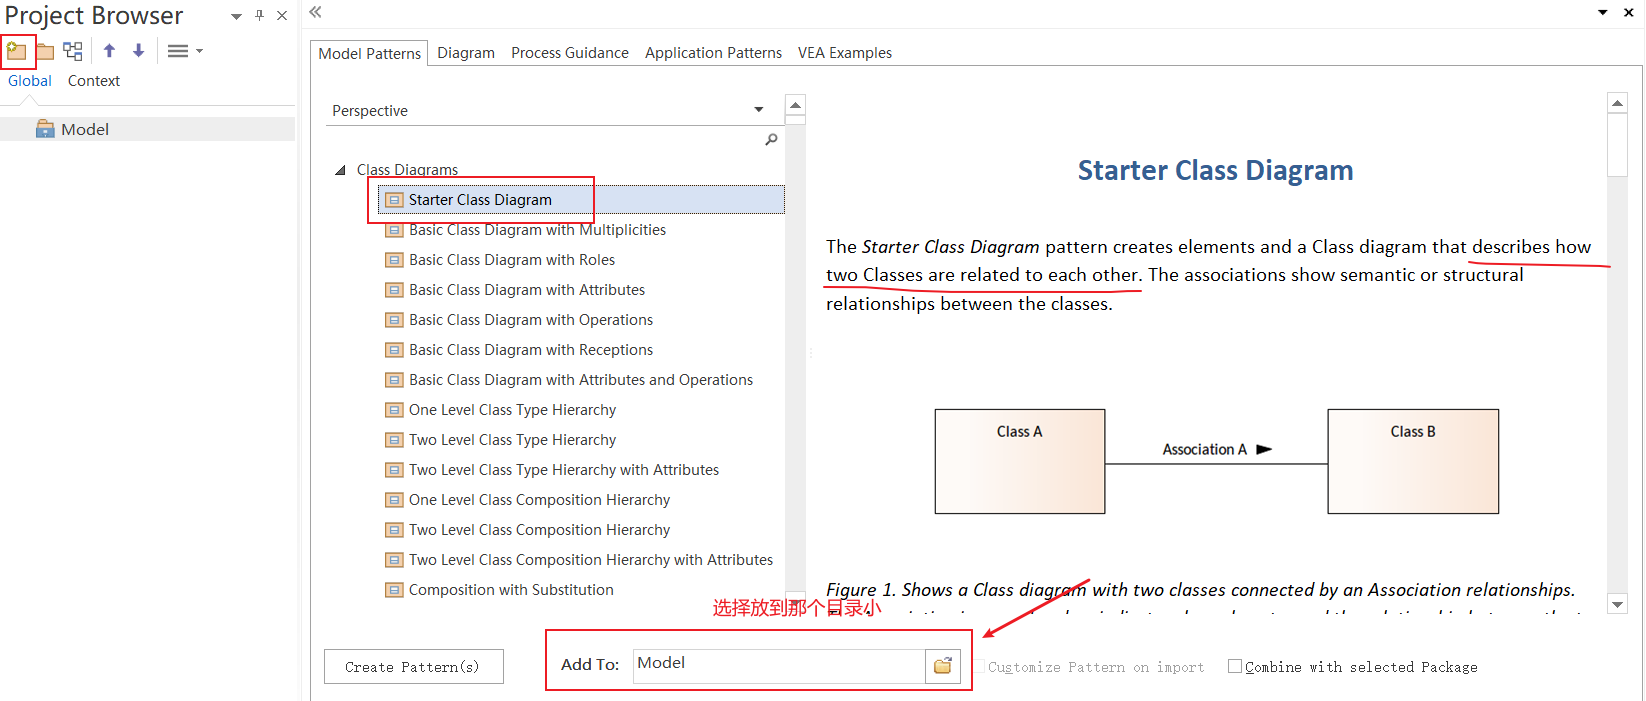 Project Browser
Global Context
Model
Model Patterns Diagram Process Guidance Application Patterns VEA Examples
Perspective
Class Diagrams
Starter Class Diagram
Basic Class Diagram with Multiplicities
Basic Class Diagram with Roles
Basic Class Diagram with Attributes
Basic Class Diagram with Operations
Basic Class Diagram with Receptions
Basic Class Diagram with Attributes and Operations
One Level Class Type Hierarchy
Two Level Class Type Hierarchy
Two Level Class Type Hierarchy with Attributes
One Level Class Composition Hierarchy
Two Level Class Composition Hierarchy
Two Level Class Composition Hierarchy with Attributes
Composition with Substitution
Starter Class Diagram
The Starter Class Diagram pattern creates elements and a Class diagram that describes how
two Classes are related to each other. The associations show semantic or structural
relationships between the classes.
Class A
Association A
Class B
Figure 1. Shows a Class diagram with two classes connected by an Association relationships.
选择放到那个目录小
Create Pattern(s)
Add To: Model
Customize Pattern on import
Combine with selected Package